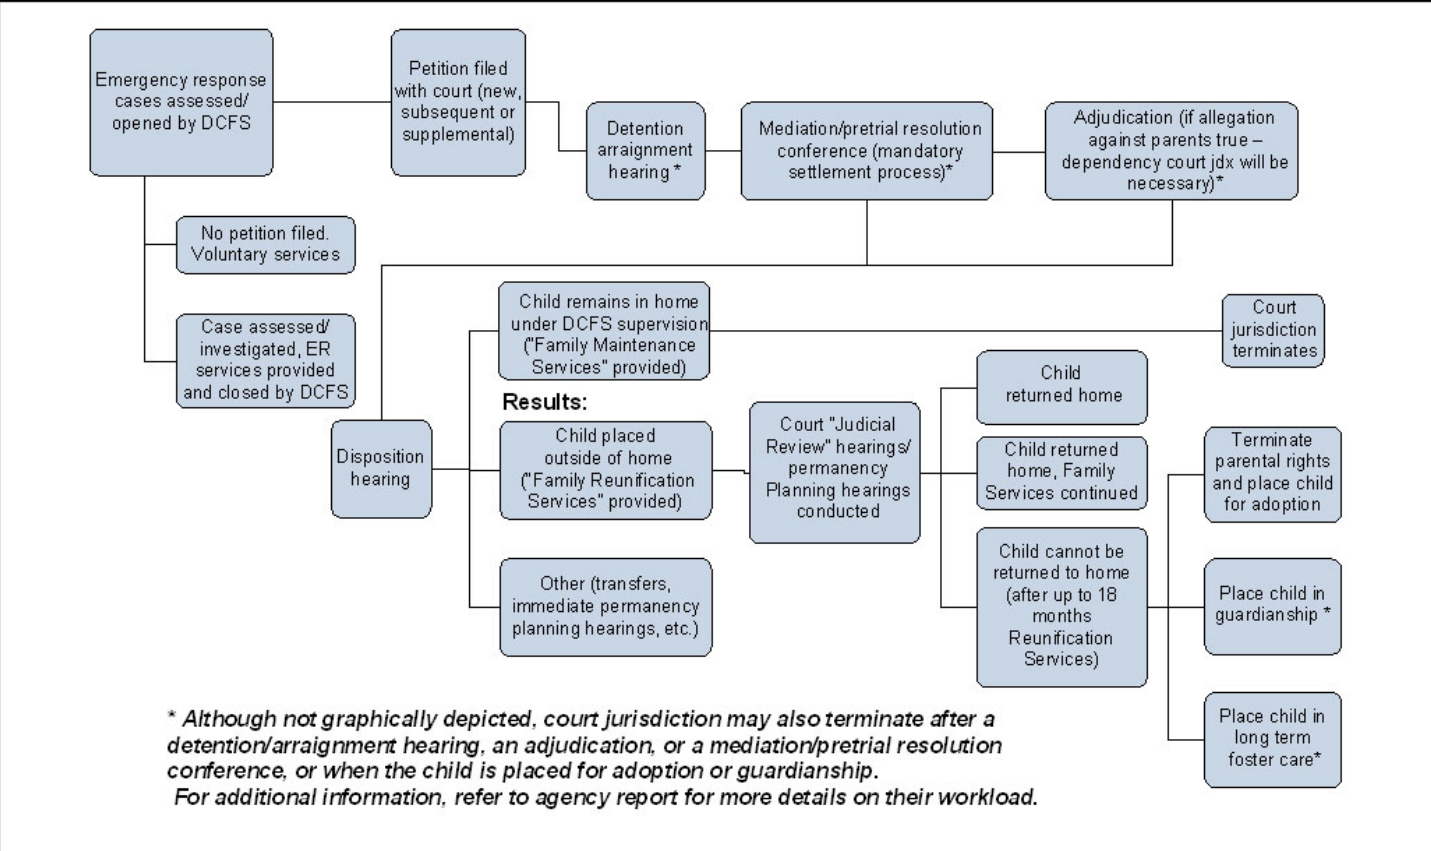 Emergency response
cases assessed/
opened by DCFS
Petition filed
with court (new,
subsequent or
supplemental)
Detention
arraignment
hearing *
Mediation/pretrial resolution
conference (mandatory
settlement process)*
Adjudication (if allegation
against parents true –
dependency court jdx will be
necessary)*
No petition filed.
Voluntary services
Case assessed/
investigated, ER
services provided
and closed by DCFS
Disposition
hearing
Child remains in home
under DCFS supervision
("Family Maintenance
Services" provided)
Court
jurisdiction
terminates
Results:
Child placed
outside of home
("Family Reunification
Services" provided)
Other (transfers,
immediate permanency
planning hearings, etc.)
Court "Judicial
Review" hearings/
permanency
Planning hearings
conducted
Child
returned home
Child returned
home, Family
Services continued
Child cannot be
returned to home
(after up to 18
months
Reunification
Services)
Terminate
parental rights
and place child
for adoption
Place child in
guardianship *
Place child in
long term
foster care*
* Although not graphically depicted, court jurisdiction may also terminate after a
detention/arraignment hearing, an adjudication, or a mediation/pretrial resolution
conference, or when the child is placed for adoption or guardianship.
For additional information, refer to agency report for more details on their workload.